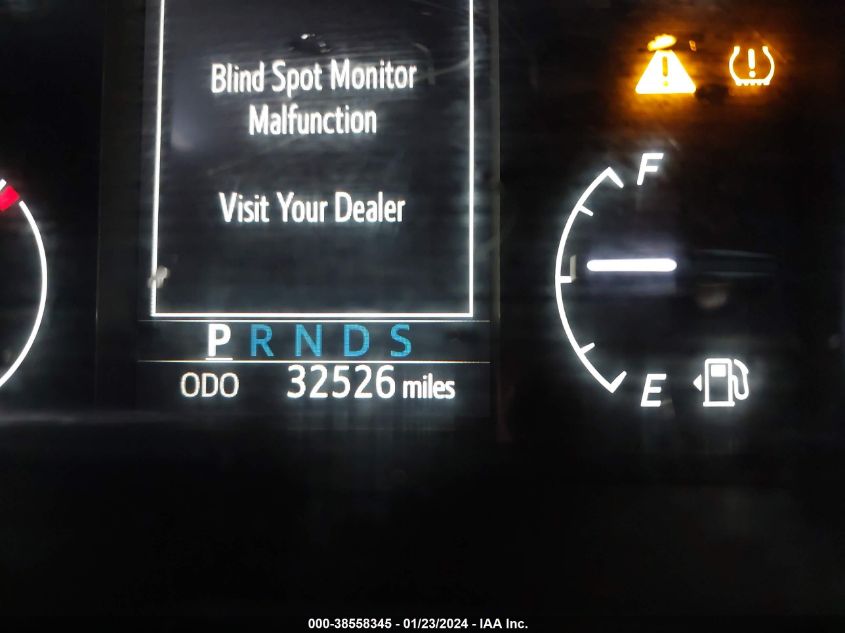 Blind Spot Monitor
Malfunction
Visit Your Dealer
F
E
P R N D S
ODO 32526 miles
000-38558345 - 01/23/2024 - IAA Inc.